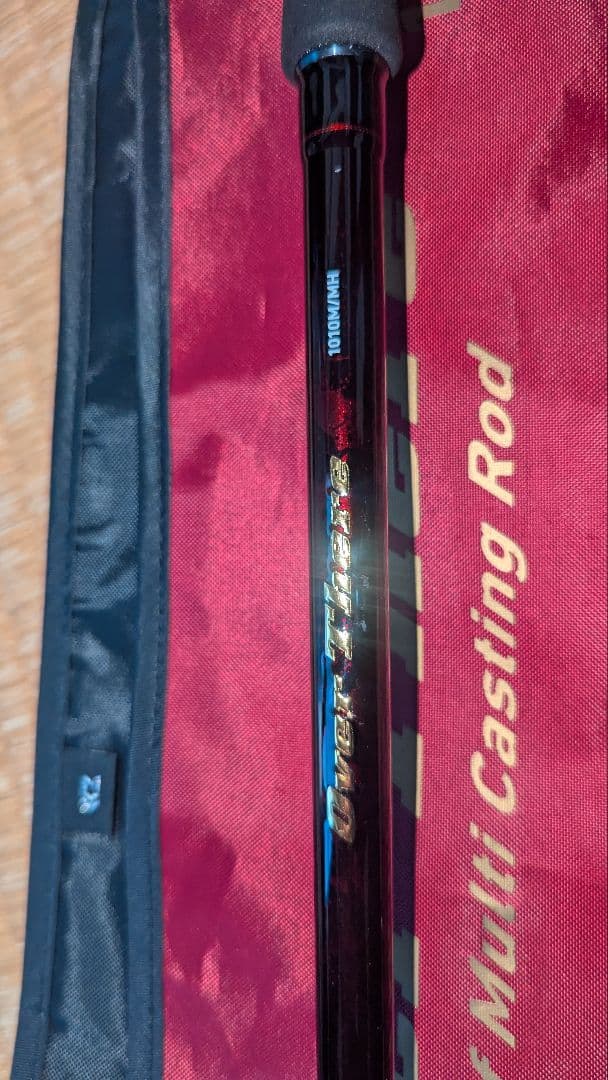 1010M/MH
Over There
Multi Casting Rod